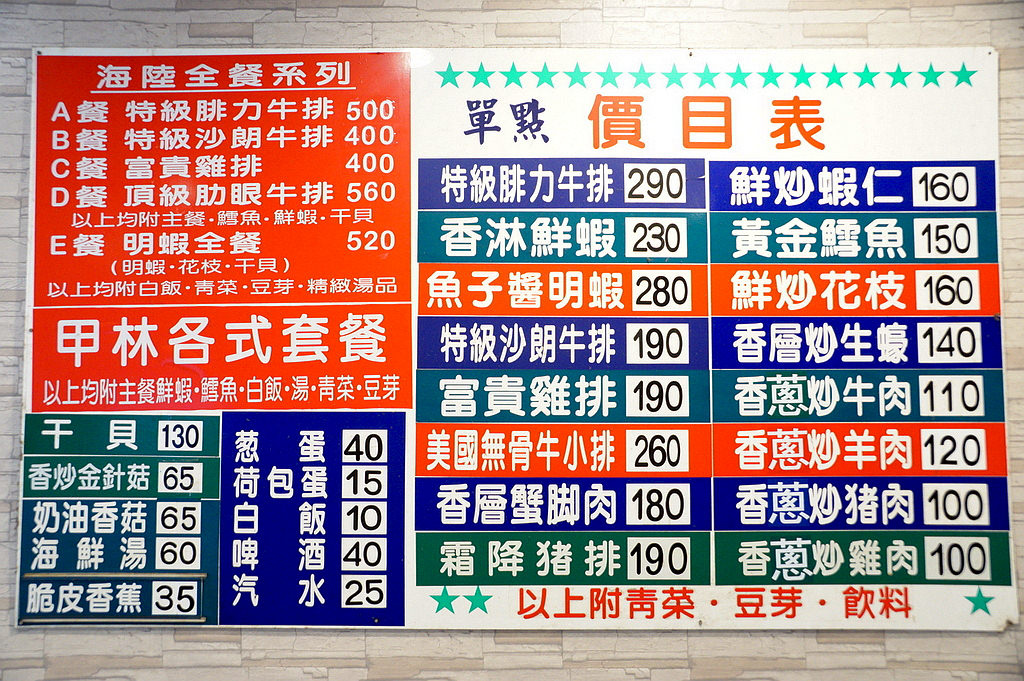 海陸全餐系列
A餐 特級腓力牛排 500
B餐 特級沙朗牛排 400
C餐 富貴雞排 400
D餐 頂級肋眼牛排 560
以上均附主餐·鱈魚·鮮蝦·干貝
E餐 明蝦全餐 520
(明蝦·花枝·干貝)
以上均附白飯·青菜·豆芽·精緻湯品
甲林各式套餐
以上均附主餐鮮蝦·鱈魚·白飯·湯·青菜·豆芽
干貝 130
香炒金針菇 65
奶油香菇 65
海鮮湯 60
脆皮香蕉 35
葱蛋 40
荷包蛋 15
白飯 10
啤酒 40
汽水 25
單點 價目表
特級腓力牛排 290
香淋鮮蝦 230
魚子醬明蝦 280
特級沙朗牛排 190
富貴雞排 190
美國無骨牛小排 260
香層蟹脚肉 180
霜降猪排 190
鮮炒蝦仁 160
黃金鱈魚 150
鮮炒花枝 160
香層炒生蠔 140
香蔥炒牛肉 110
香蔥炒羊肉 120
香蔥炒猪肉 100
香蔥炒雞肉 100
以上附青菜·豆芽·飲料